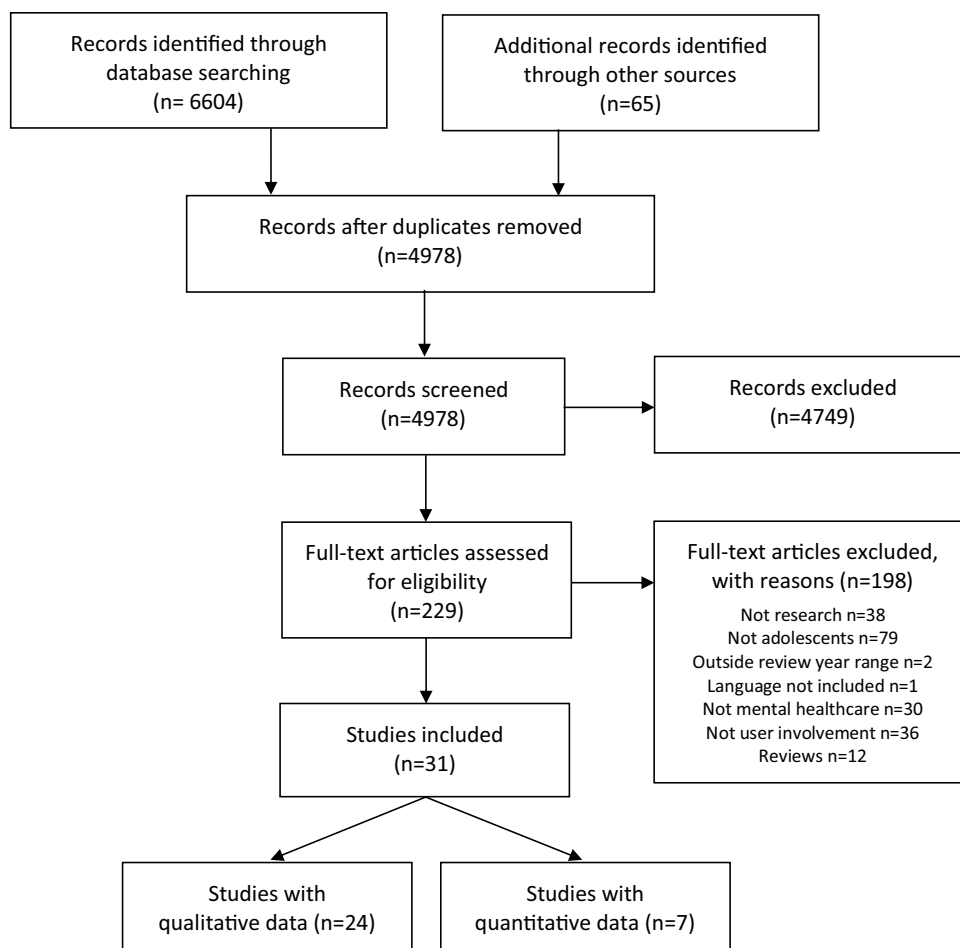 Records identified through
database searching
(n= 6604)
Additional records identified
through other sources
(n=65)
Records after duplicates removed
(n=4978)
Records screened
(n=4978)
Records excluded
(n=4749)
Full-text articles assessed
for eligibility
(n=229)
Full-text articles excluded,
with reasons (n=198)
Not research n=38
Not adolescents n=79
Outside review year range n=2
Language not included n=1
Not mental healthcare n=30
Not user involvement n=36
Reviews n=12
Studies included
(n=31)
Studies with
qualitative data (n=24)
Studies with
quantitative data (n=7)